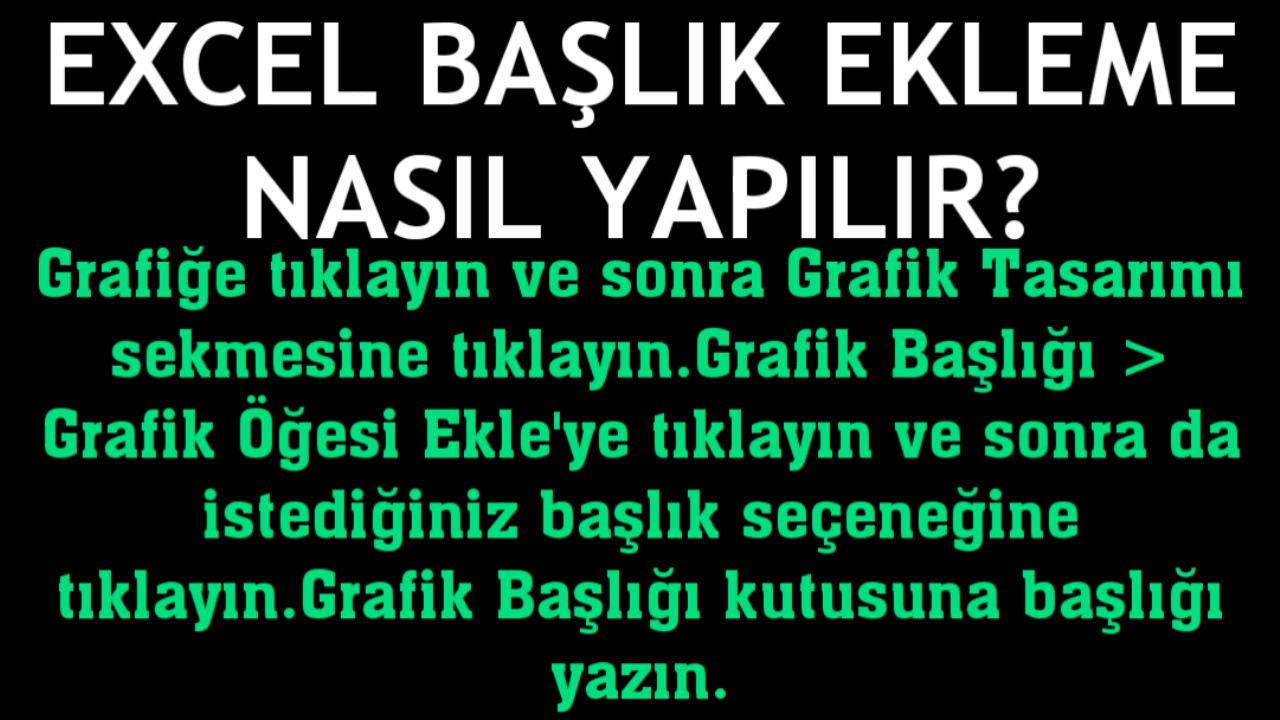 EXCEL BAŞLIK EKLEME
NASIL YAPILIR?
Grafiğe tıklayın ve sonra Grafik Tasarımı
sekmesine tıklayın.Grafik Başlığı >
Grafik Öğesi Ekle'ye tıklayın ve sonra da
istediğiniz başlık seçeneğine
tıklayın.Grafik Başlığı kutusuna başlığı
yazın.